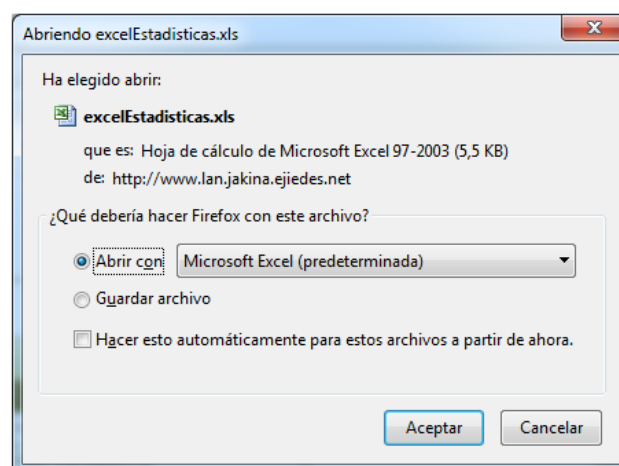 Abriendo excelEstadisticas.xls
Ha elegido abrir:
excelEstadisticas.xls
que es: Hoja de cálculo de Microsoft Excel 97-2003 (5,5 KB)
de: http://www.lan.jakina.ejiedes.net
¿Qué debería hacer Firefox con este archivo?
Abrir con Microsoft Excel (predeterminada)
Guardar archivo
Hacer esto automáticamente para estos archivos a partir de ahora.
Aceptar Cancelar